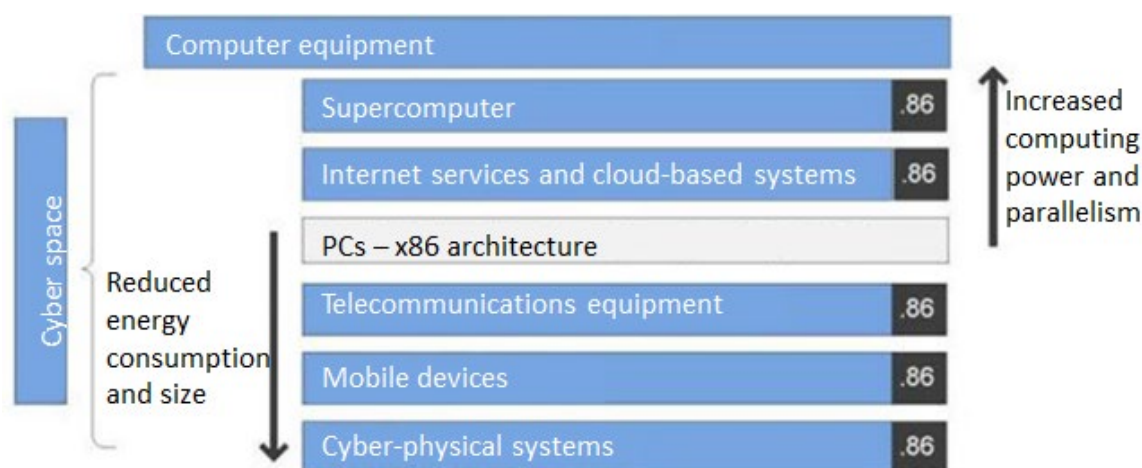 Computer equipment
Supercomputer
.86
Internet services and cloud-based systems
.86
PCs – x86 architecture
Telecommunications equipment
.86
Mobile devices
.86
Cyber-physical systems
.86
Cyber space
Reduced
energy
consumption
and size
Increased
computing
power and
parallelism